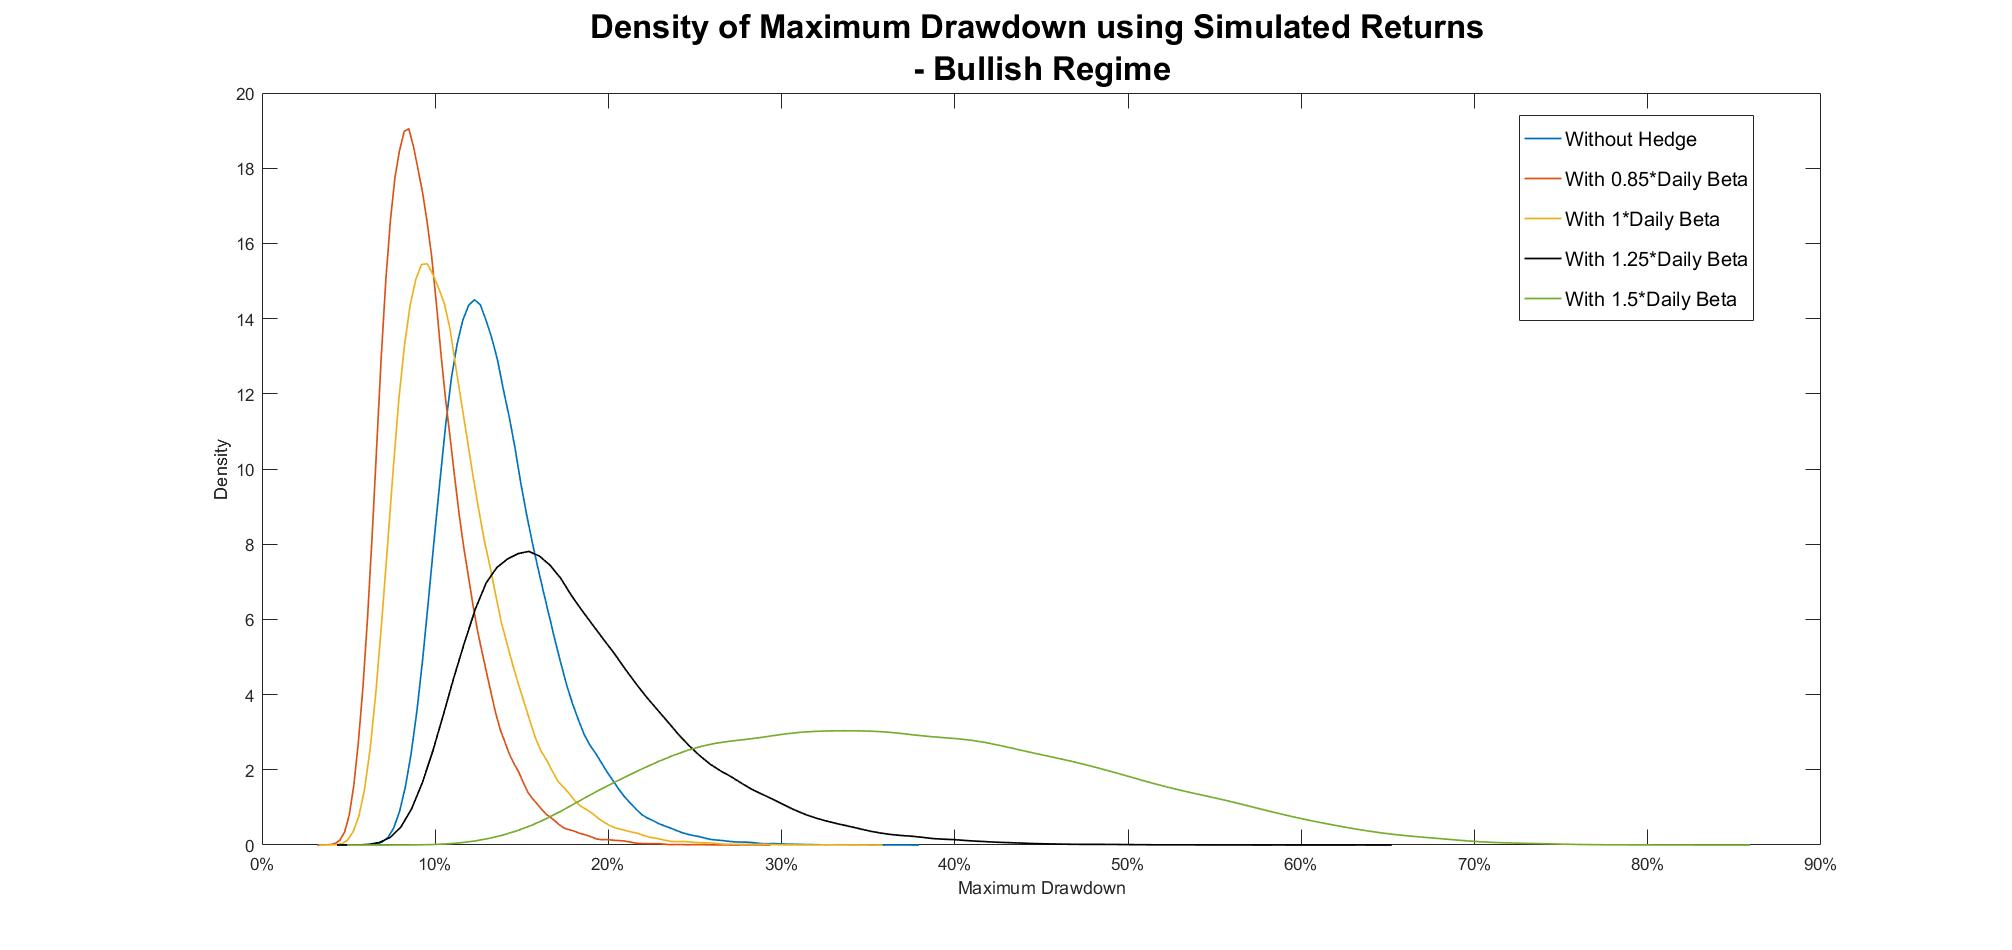 Density of Maximum Drawdown using Simulated Returns
- Bullish Regime
20
18
16
14
12
10
8
6
4
2
0
Density
Without Hedge
With 0.85*Daily Beta
With 1*Daily Beta
With 1.25*Daily Beta
With 1.5*Daily Beta
0% 10% 20% 30% 40% 50% 60% 70% 80% 90%
Maximum Drawdown